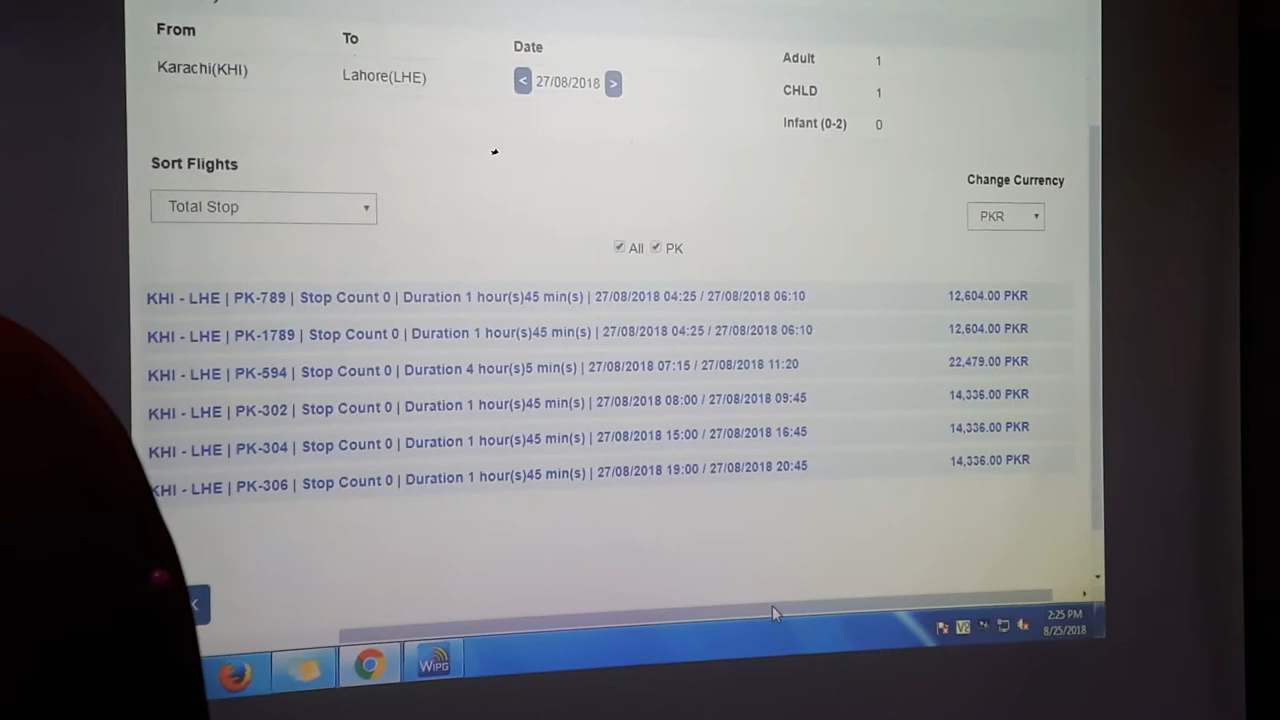 From To Date Adult 1
Karachi(KHI) Lahore(LHE) < 27/08/2018 > CHLD 1
Infant (0-2) 0
Sort Flights
Change Currency
Total Stop PKR
All PK
KHI - LHE | PK-789 | Stop Count 0 | Duration 1 hour(s)45 min(s) | 27/08/2018 04:25 / 27/08/2018 06:10 12,604.00 PKR
KHI - LHE | PK-1789 | Stop Count 0 | Duration 1 hour(s)45 min(s) | 27/08/2018 04:25 / 27/08/2018 06:10 12,604.00 PKR
KHI - LHE | PK-594 | Stop Count 0 | Duration 4 hour(s)5 min(s) | 27/08/2018 07:15 / 27/08/2018 11:20 22,479.00 PKR
KHI - LHE | PK-302 | Stop Count 0 | Duration 1 hour(s)45 min(s) | 27/08/2018 08:00 / 27/08/2018 09:45 14,336.00 PKR
KHI - LHE | PK-304 | Stop Count 0 | Duration 1 hour(s)45 min(s) | 27/08/2018 15:00 / 27/08/2018 16:45 14,336.00 PKR
KHI - LHE | PK-306 | Stop Count 0 | Duration 1 hour(s)45 min(s) | 27/08/2018 19:00 / 27/08/2018 20:45 14,336.00 PKR
2:25 PM
V2
8/25/2018
WIPG